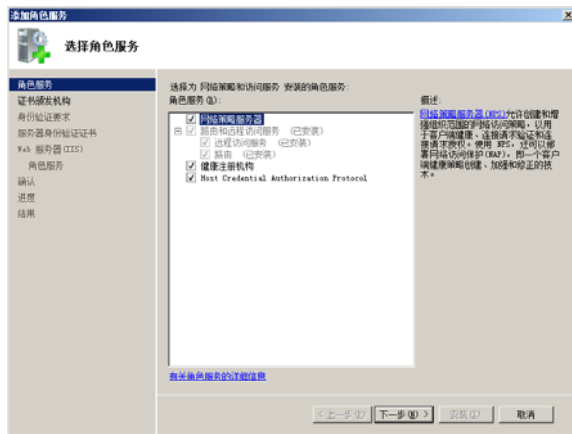 添加角色服务
选择角色服务
角色服务
证书颁发机构
身份验证要求
服务器身份验证证书
Web 服务器(IIS)
角色服务
确认
进度
结果
选择为 网络策略和访问服务 安装的角色服务:
角色服务(R):
网络策略服务器
路由和远程访问服务 (已安装)
远程访问服务 (已安装)
路由 (已安装)
健康注册机构
Host Credential Authorization Protocol
有关角色服务的详细信息
描述:
网络策略服务器(NPS)允许创建和增
强组织范围的网络访问策略，以用
于客户端健康、连接请求验证和连
接请求授权。使用 NPS，还可以部
署网络访问保护(NAP)，即一个客户
端健康策略创建、加强和修正的技
术。
<上一步(P)
下一步(N) >
安装(I)
取消